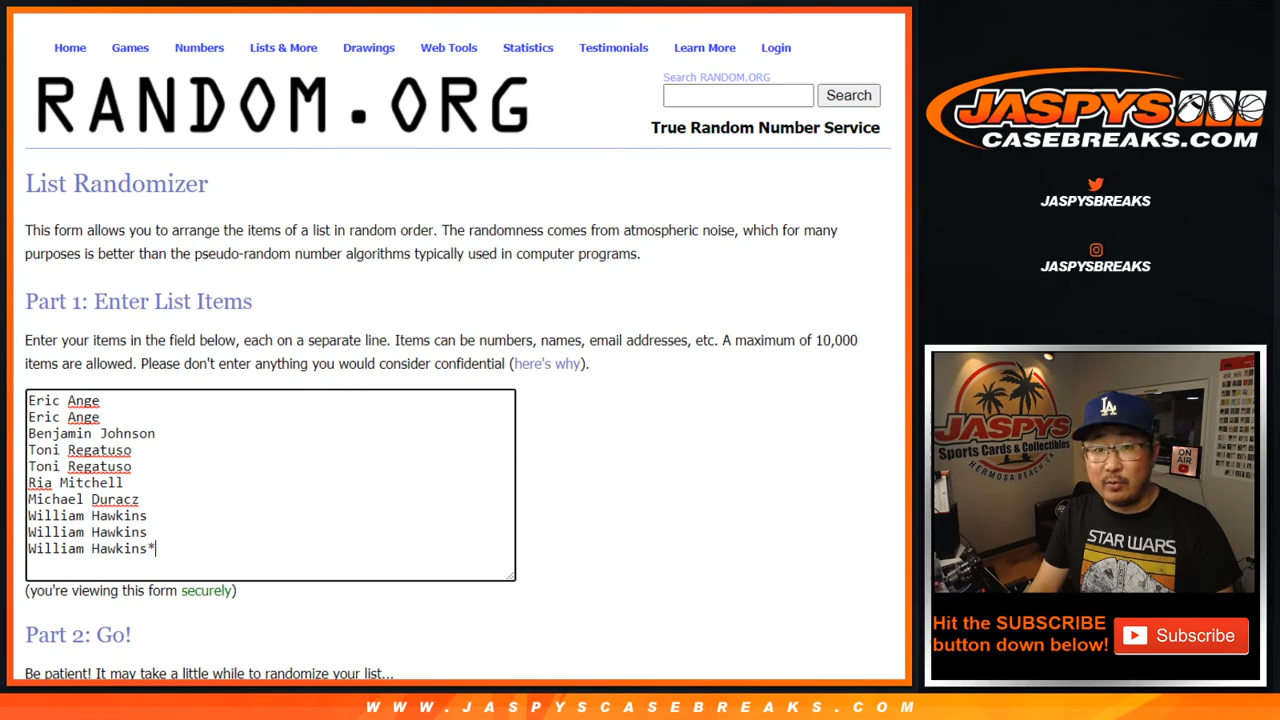 Home Games Numbers Lists & More Drawings Web Tools Statistics Testimonials Learn More Login
RANDOM.ORG
Search RANDOM.ORG
Search
True Random Number Service
List Randomizer
This form allows you to arrange the items of a list in random order. The randomness comes from atmospheric noise, which for many
purposes is better than the pseudo-random number algorithms typically used in computer programs.
Part 1: Enter List Items
Enter your items in the field below, each on a separate line. Items can be numbers, names, email addresses, etc. A maximum of 10,000
items are allowed. Please don't enter anything you would consider confidential (here's why).
Eric Ange
Eric Ange
Benjamin Johnson
Toni Regatuso
Toni Regatuso
Ria Mitchell
Michael Duracz
William Hawkins
William Hawkins
William Hawkins*
(you're viewing this form securely)
Part 2: Go!
Be patient! It may take a little while to randomize your list...
JASPYS
CASEBREAKS.COM
JASPYSBREAKS
JASPYSBREAKS
JASPYS
Sports Cards & Collectibles
HERMOSA BEACH, CA.
LA
ON AIR
STAR WARS
Hit the SUBSCRIBE
button down below!
Subscribe
WWW.JASPYSCASEBREAKS.COM